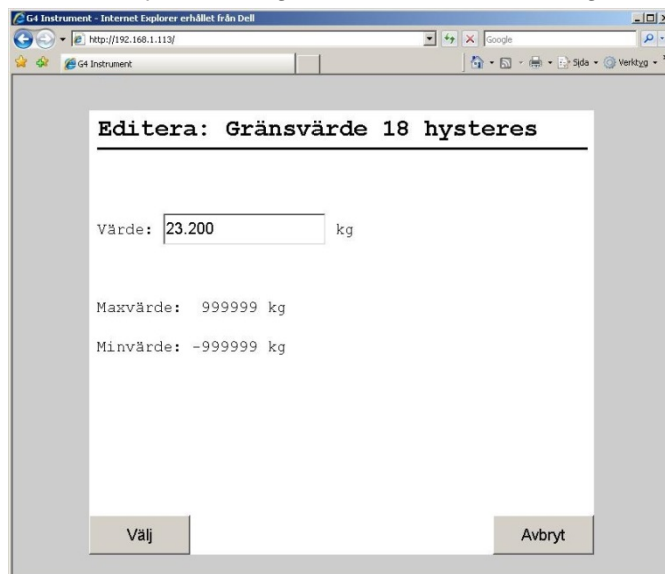 G4 Instrument - Internet Explorer erhållet från Dell
http://192.168.1.113/
Google
G4 Instrument
Sida
Verktyg
Editera: Gränsvärde 18 hysteres
Värde: 23.200 kg
Maxvärde: 999999 kg
Minvärde: -999999 kg
Välj
Avbryt